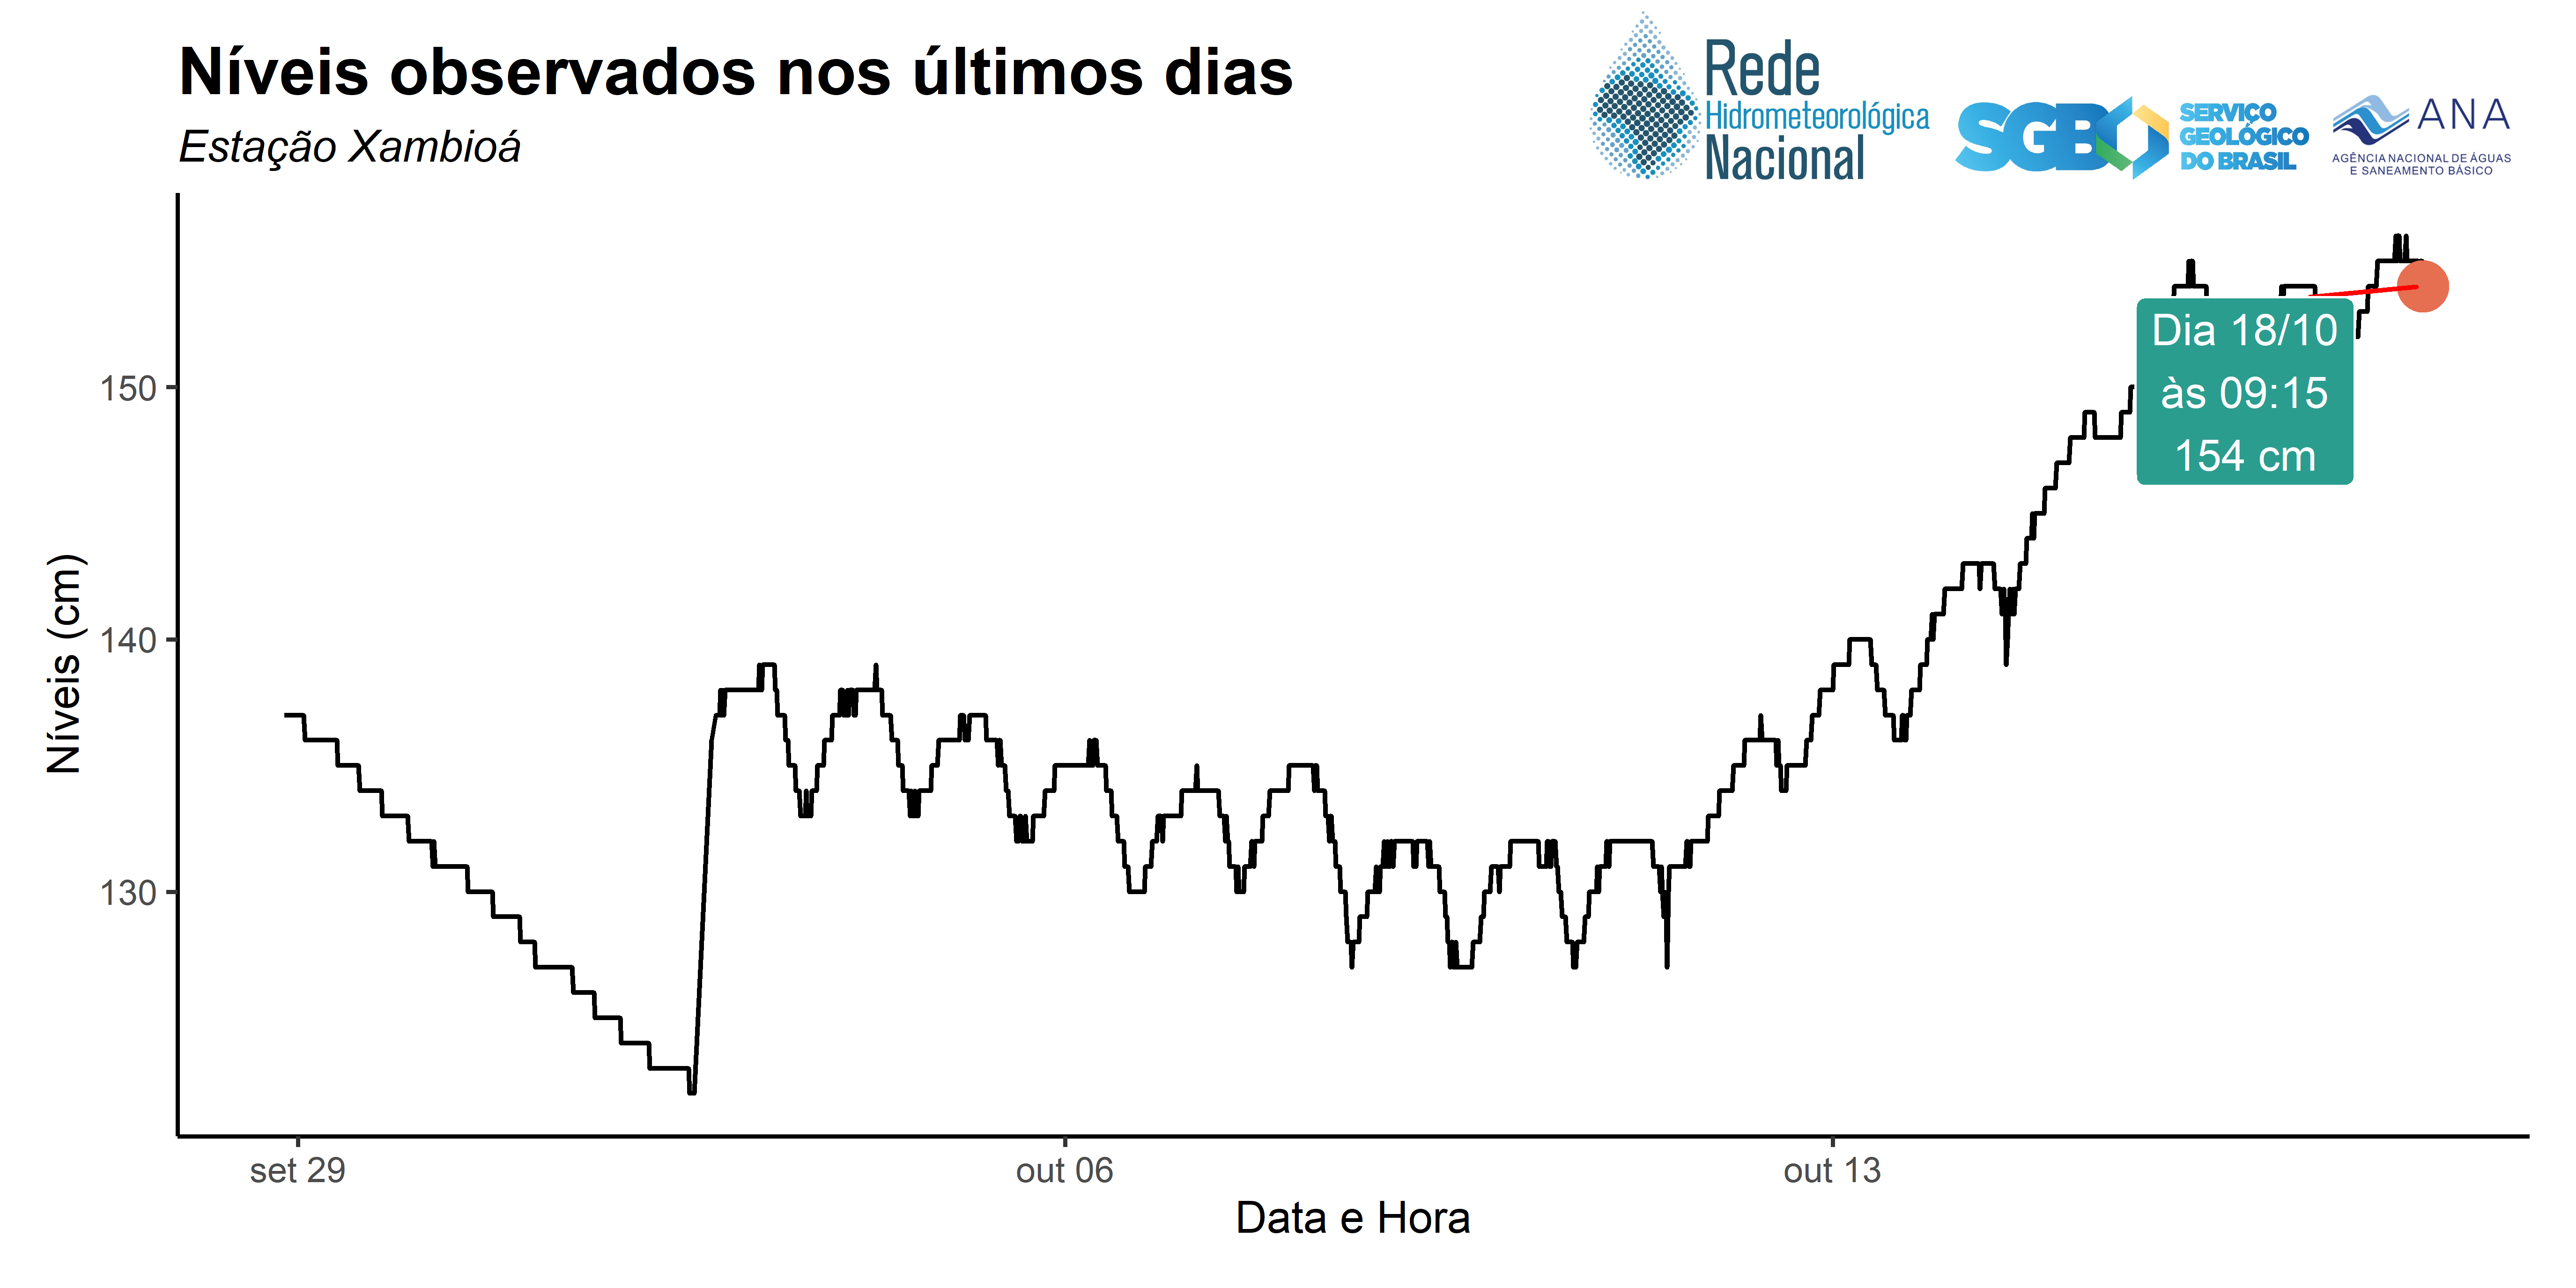 Níveis observados nos últimos dias
Estação Xambioá
Rede
Hidrometeorológica
Nacional
SGB
SERVIÇO
GEOLÓGICO
DO BRASIL
ANA
AGÊNCIA NACIONAL DE ÁGUAS
E SANEAMENTO BÁSICO
Níveis (cm)
150
140
130
Dia 18/10
às 09:15
154 cm
set 29
out 06
out 13
Data e Hora